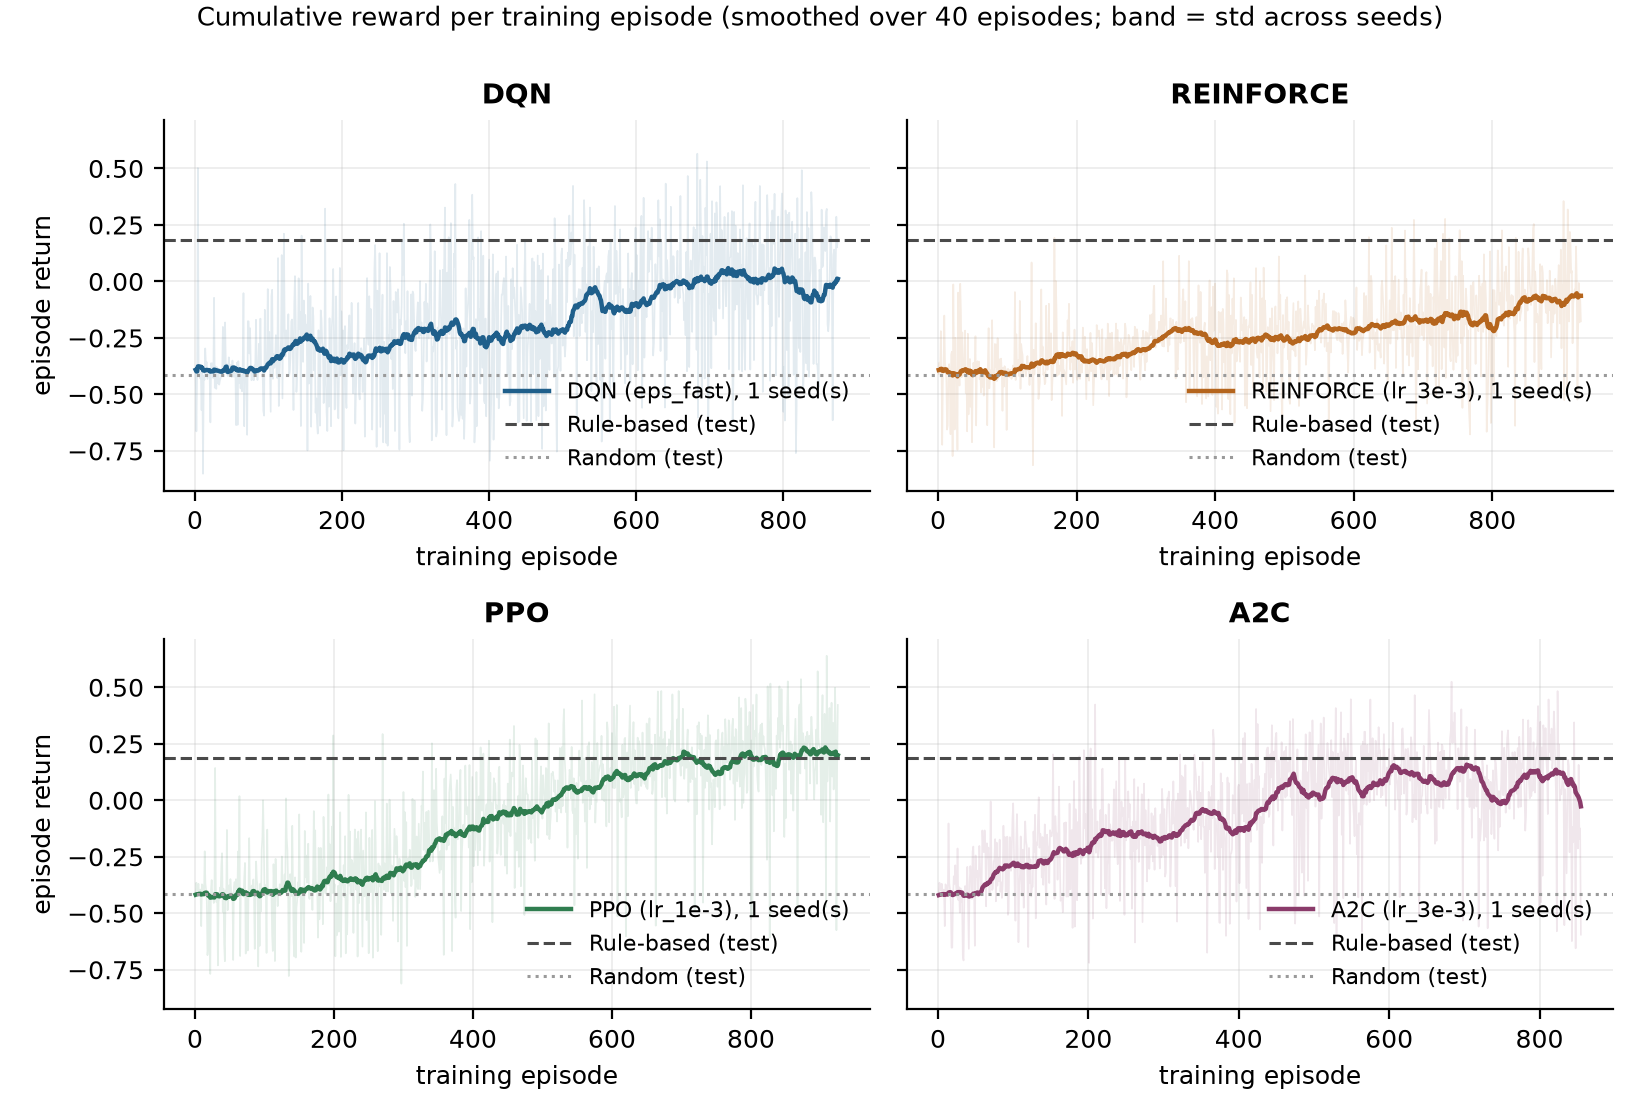 Cumulative reward per training episode (smoothed over 40 episodes; band = std across seeds)
DQN
episode return
0.50
0.25
0.00
−0.25
−0.50
−0.75
DQN (eps_fast), 1 seed(s)
Rule-based (test)
Random (test)
0 200 400 600 800
training episode
REINFORCE
REINFORCE (lr_3e-3), 1 seed(s)
Rule-based (test)
Random (test)
0 200 400 600 800
training episode
PPO
episode return
0.50
0.25
0.00
−0.25
−0.50
−0.75
PPO (lr_1e-3), 1 seed(s)
Rule-based (test)
Random (test)
0 200 400 600 800
training episode
A2C
A2C (lr_3e-3), 1 seed(s)
Rule-based (test)
Random (test)
0 200 400 600 800
training episode